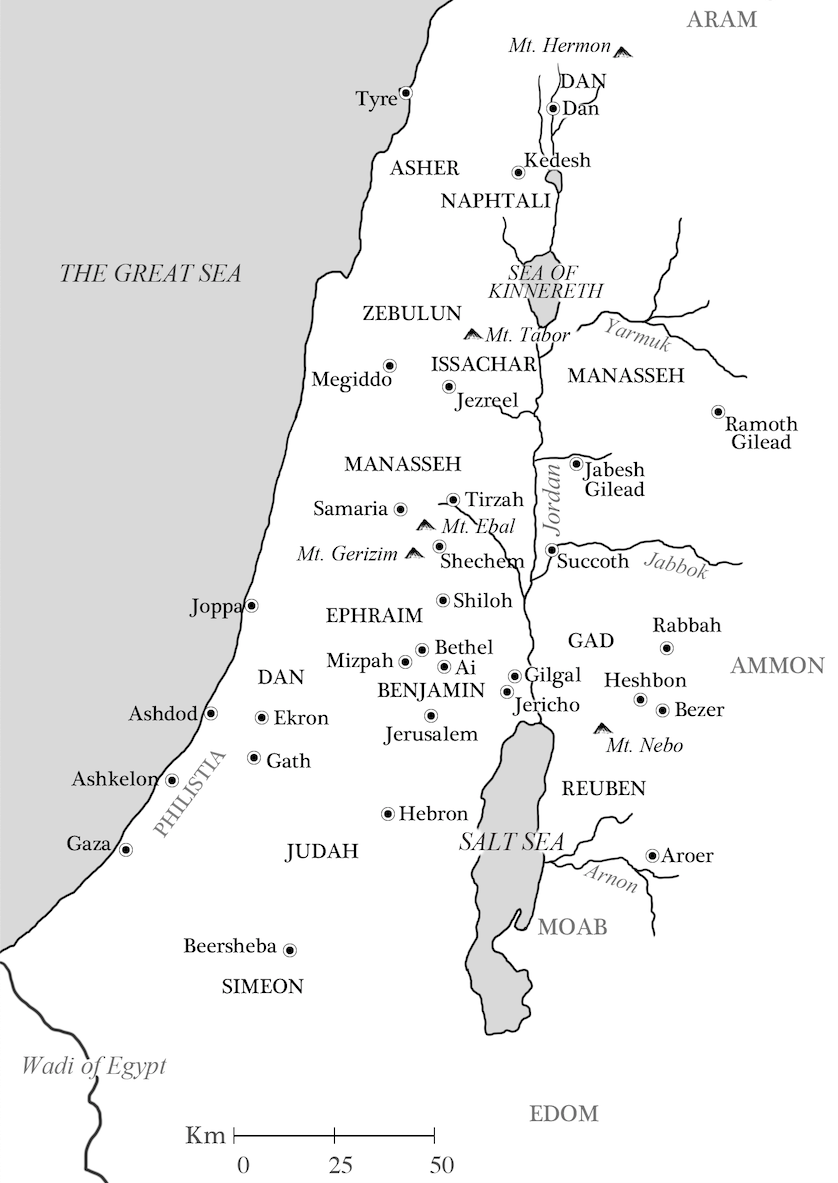 ARAM
Mt. Hermon
DAN
Tyre
Dan
Kedesh
ASHER
NAPHTALI
THE GREAT SEA
SEA OF
KINNERETH
ZEBULUN
Mt. Tabor
Yarmuk
ISSACHAR
MANASSEH
Megiddo
Jezreel
Ramoth
Gilead
MANASSEH
Jabesh
Gilead
Jordan
Samaria
Tirzah
Mt. Ebal
Mt. Gerizim
Shechem
Succoth
Jabbok
Joppa
Shiloh
EPHRAIM
Rabbah
GAD
Bethel
Mizpah
Ai
AMMON
DAN
Gilgal
Heshbon
BENJAMIN
Jericho
Bezer
Ashdod
Ekron
Jerusalem
Mt. Nebo
Gath
Ashkelon
PHILISTIA
REUBEN
Hebron
Gaza
SALT SEA
JUDAH
Aroer
Arnon
MOAB
Beersheba
SIMEON
Wadi of Egypt
EDOM
Km
0 25 50